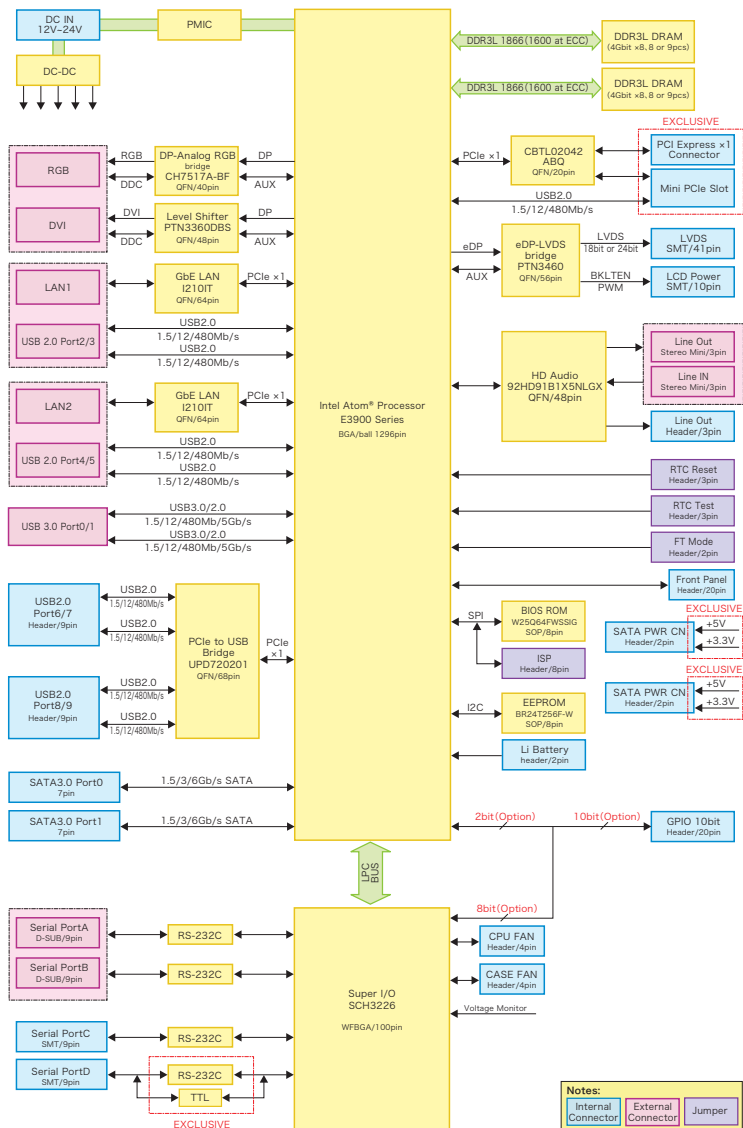 DC IN
12V~24V
PMIC
DC-DC
DDR3L 1866(1600 at ECC)
DDR3L DRAM
(4Gbit ×8、8 or 9pcs)
DDR3L 1866(1600 at ECC)
DDR3L DRAM
(4Gbit ×8、8 or 9pcs)
EXCLUSIVE
RGB
RGB
DDC
DP-Analog RGB
bridge
CH7517A-BF
QFN/40pin
DP
AUX
DVI
DVI
DDC
Level Shifter
PTN3360DBS
QFN/48pin
DP
AUX
PCIe ×1
CBTL02042
ABQ
QFN/20pin
PCI Express ×1
Connector
Mini PCIe Slot
USB2.0
1.5/12/480Mb/s
eDP
AUX
eDP-LVDS
bridge
PTN3460
QFN/56pin
LVDS
18bit or 24bit
LVDS
SMT/41pin
BKLTEN
PWM
LCD Power
SMT/10pin
LAN1
GbE LAN
I210IT
QFN/64pin
PCIe ×1
USB 2.0 Port2/3
USB2.0
1.5/12/480Mb/s
USB2.0
1.5/12/480Mb/s
LAN2
GbE LAN
I210IT
QFN/64pin
PCIe ×1
USB 2.0 Port4/5
USB2.0
1.5/12/480Mb/s
USB2.0
1.5/12/480Mb/s
Intel Atom® Processor
E3900 Series
BGA/ball 1296pin
HD Audio
92HD91B1X5NLGX
QFN/48pin
Line Out
Stereo Mini/3pin
Line IN
Stereo Mini/3pin
Line Out
Header/3pin
RTC Reset
Header/3pin
RTC Test
Header/3pin
FT Mode
Header/2pin
Front Panel
Header/20pin
USB 3.0 Port0/1
USB3.0/2.0
1.5/12/480Mb/5Gb/s
USB3.0/2.0
1.5/12/480Mb/5Gb/s
USB2.0
Port6/7
Header/9pin
USB2.0
1.5/12/480Mb/s
USB2.0
1.5/12/480Mb/s
PCIe to USB
Bridge
UPD720201
QFN/68pin
PCIe
×1
USB2.0
Port8/9
Header/9pin
USB2.0
1.5/12/480Mb/s
USB2.0
1.5/12/480Mb/s
SPI
BIOS ROM
W25Q64FWSSIG
SOP/8pin
ISP
Header/8pin
I2C
EEPROM
BR24T256F-W
SOP/8pin
Li Battery
header/2pin
EXCLUSIVE
SATA PWR CN
Header/2pin
+5V
+3.3V
EXCLUSIVE
SATA PWR CN
Header/2pin
+5V
+3.3V
SATA3.0 Port0
7pin
1.5/3/6Gb/s SATA
SATA3.0 Port1
7pin
1.5/3/6Gb/s SATA
2bit(Option)
10bit(Option)
GPIO 10bit
Header/20pin
LPC
BUS
8bit(Option)
Serial PortA
D-SUB/9pin
RS-232C
Serial PortB
D-SUB/9pin
RS-232C
Serial PortC
SMT/9pin
RS-232C
Serial PortD
SMT/9pin
RS-232C
TTL
EXCLUSIVE
Super I/O
SCH3226
WFBGA/100pin
CPU FAN
Header/4pin
CASE FAN
Header/4pin
Voltage Monitor
Notes:
Internal
Connector
External
Connector
Jumper